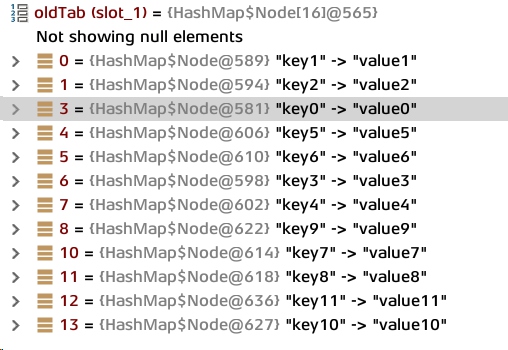 oldTab (slot_1) = {HashMap$Node[16]@565}
Not showing null elements
0 = {HashMap$Node@589} "key1" -> "value1"
1 = {HashMap$Node@594} "key2" -> "value2"
3 = {HashMap$Node@581} "key0" -> "value0"
4 = {HashMap$Node@606} "key5" -> "value5"
5 = {HashMap$Node@610} "key6" -> "value6"
6 = {HashMap$Node@598} "key3" -> "value3"
7 = {HashMap$Node@602} "key4" -> "value4"
8 = {HashMap$Node@622} "key9" -> "value9"
10 = {HashMap$Node@614} "key7" -> "value7"
11 = {HashMap$Node@618} "key8" -> "value8"
12 = {HashMap$Node@636} "key11" -> "value11"
13 = {HashMap$Node@627} "key10" -> "value10"